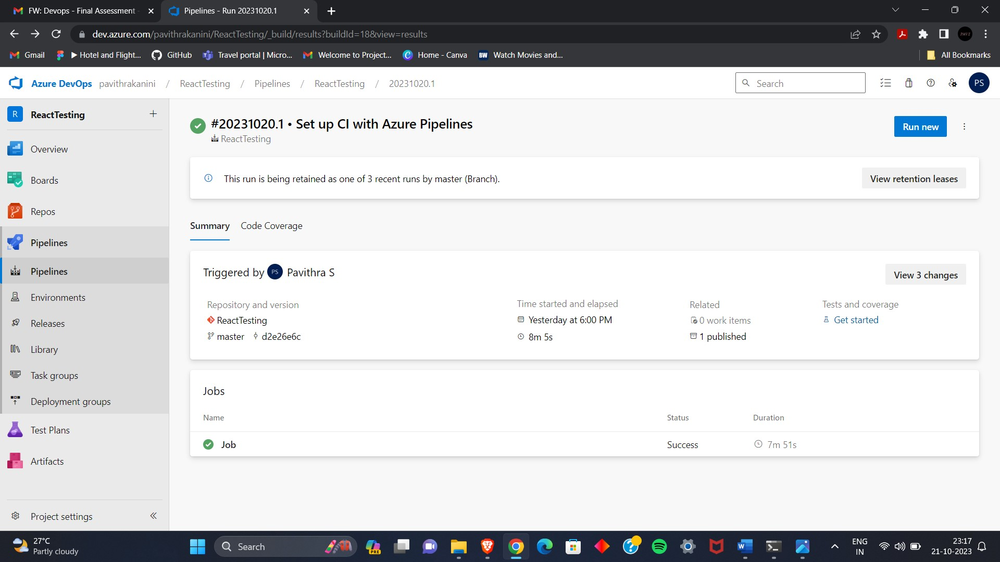 FW: Devops - Final Assessment -
Pipelines - Run 20231020.1
dev.azure.com/pavithrakanini/ReactTesting/_build/results?buildId=18&view=results
PAVI
Gmail
▶ Hotel and Flight...
GitHub
Travel portal | Micro...
Welcome to Project...
Home - Canva
BW Watch Movies and...
All Bookmarks
Azure DevOps pavithrakanini / ReactTesting / Pipelines / ReactTesting / 20231020.1
Search
PS
R ReactTesting
Overview
Boards
Repos
Pipelines
Pipelines
Environments
Releases
Library
Task groups
Deployment groups
Test Plans
Artifacts
Project settings
#20231020.1 • Set up CI with Azure Pipelines
ReactTesting
Run new
This run is being retained as one of 3 recent runs by master (Branch).
View retention leases
Summary
Code Coverage
Triggered by PS Pavithra S
View 3 changes
Repository and version
ReactTesting
master d2e26e6c
Time started and elapsed
Yesterday at 6:00 PM
8m 5s
Related
0 work items
1 published
Tests and coverage
Get started
Jobs
Name Status Duration
Job Success 7m 51s
27°C
Partly cloudy
Search
PRE
ENG
IN
23:17
21-10-2023